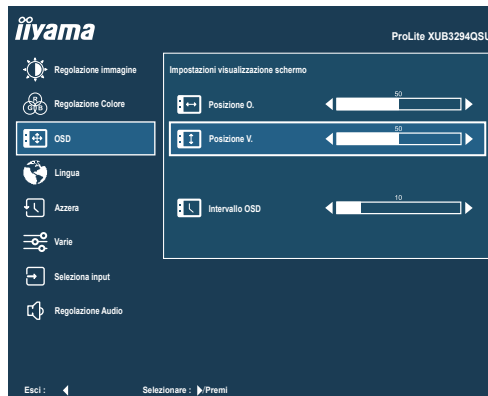 iiyama
ProLite XUB3294QSU
Regolazione immagine
Regolazione Colore
OSD
Lingua
Azzera
Varie
Seleziona input
Regolazione Audio
Impostazioni visualizzazione schermo
Posizione O.
50
Posizione V.
50
Intervallo OSD
10
Esci :
Selezionare : /Premi